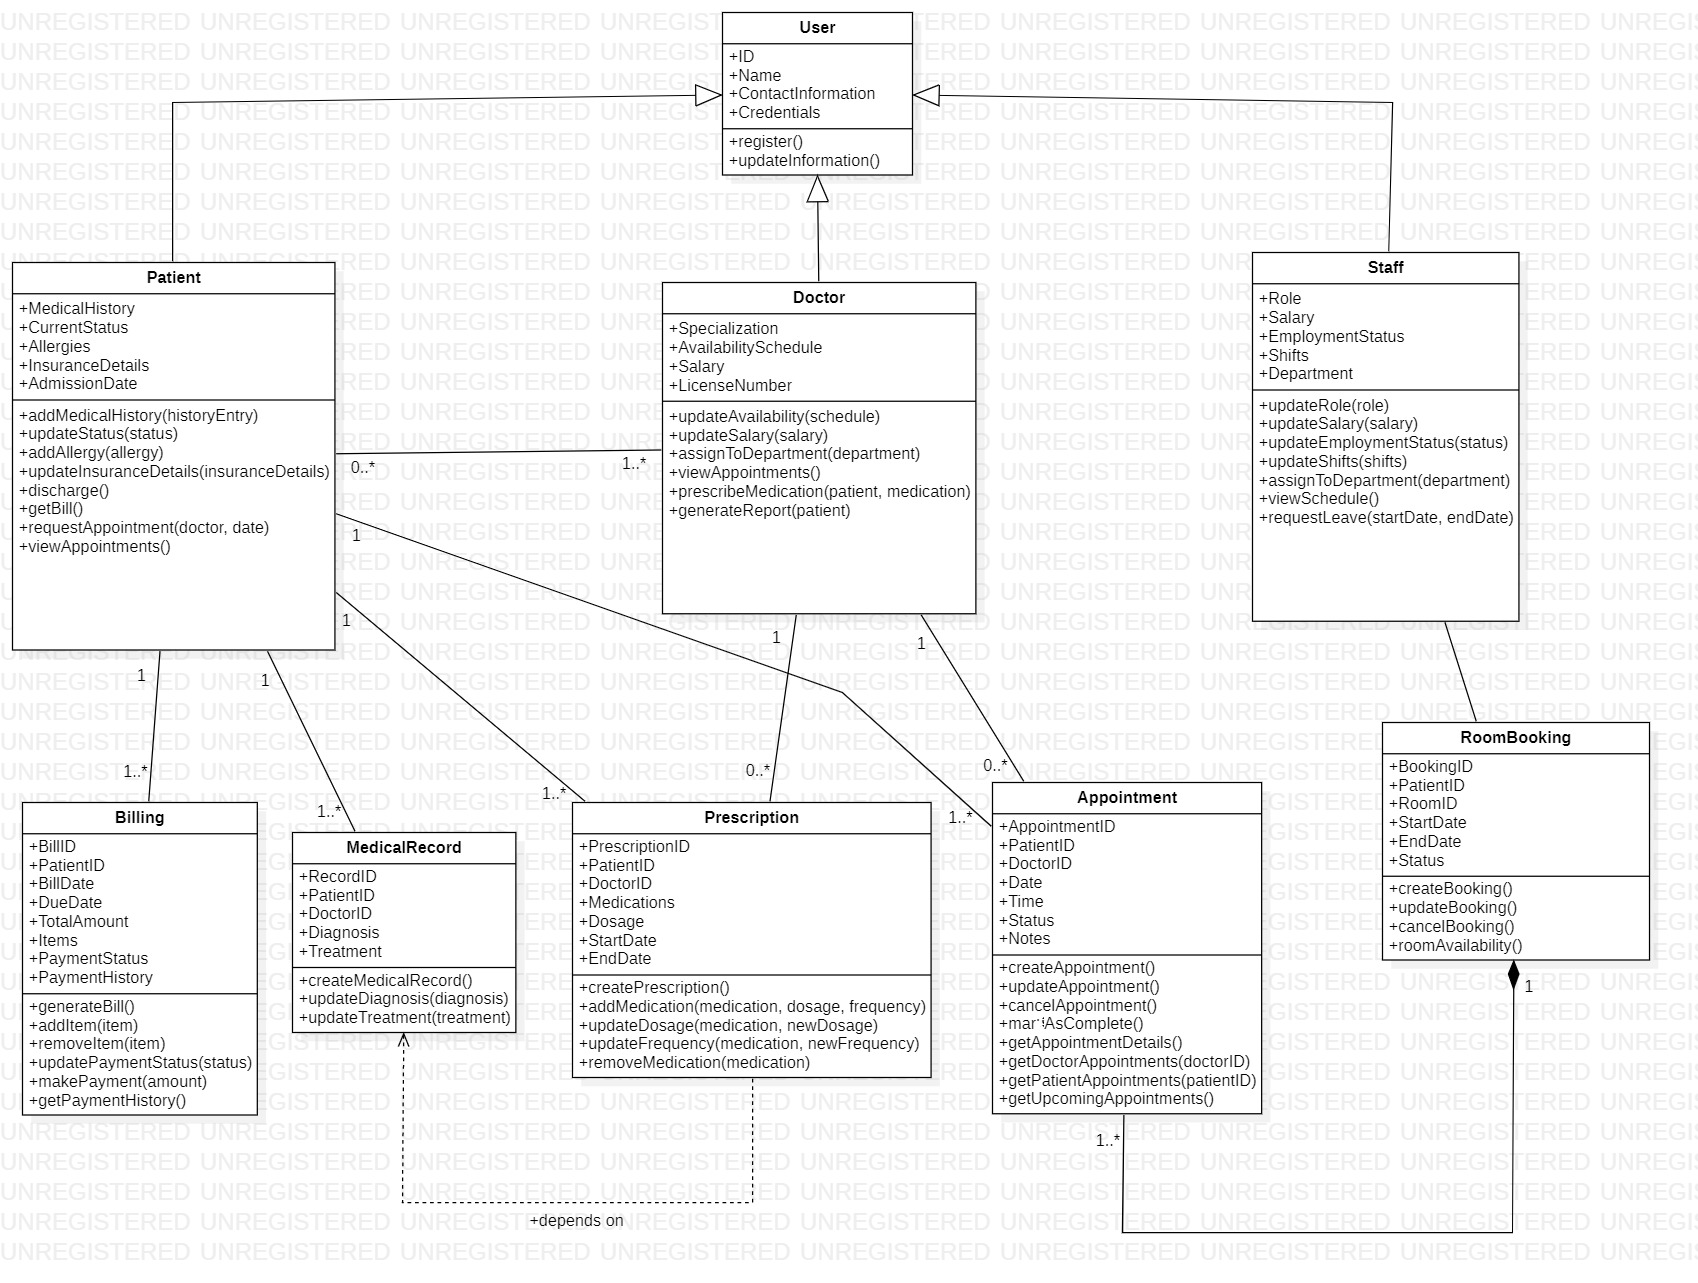 User
+ID
+Name
+ContactInformation
+Credentials
+register()
+updateInformation()
Patient
+MedicalHistory
+CurrentStatus
+Allergies
+InsuranceDetails
+AdmissionDate
+addMedicalHistory(historyEntry)
+updateStatus(status)
+addAllergy(allergy)
+updateInsuranceDetails(insuranceDetails)
+discharge()
+getBill()
+requestAppointment(doctor, date)
+viewAppointments()
Doctor
+Specialization
+AvailabilitySchedule
+Salary
+LicenseNumber
+updateAvailability(schedule)
+updateSalary(salary)
+assignToDepartment(department)
+viewAppointments()
+prescribeMedication(patient, medication)
+generateReport(patient)
Staff
+Role
+Salary
+EmploymentStatus
+Shifts
+Department
+updateRole(role)
+updateSalary(salary)
+updateEmploymentStatus(status)
+updateShifts(shifts)
+assignToDepartment(department)
+viewSchedule()
+requestLeave(startDate, endDate)
0..*
1..*
1
1
1
1
1
1
1..*
1..*
1..*
0..*
0..*
1..*
Billing
+BillID
+PatientID
+BillDate
+DueDate
+TotalAmount
+Items
+PaymentStatus
+PaymentHistory
+generateBill()
+addItem(item)
+removeItem(item)
+updatePaymentStatus(status)
+makePayment(amount)
+getPaymentHistory()
MedicalRecord
+RecordID
+PatientID
+DoctorID
+Diagnosis
+Treatment
+createMedicalRecord()
+updateDiagnosis(diagnosis)
+updateTreatment(treatment)
Prescription
+PrescriptionID
+PatientID
+DoctorID
+Medications
+Dosage
+StartDate
+EndDate
+createPrescription()
+addMedication(medication, dosage, frequency)
+updateDosage(medication, newDosage)
+updateFrequency(medication, newFrequency)
+removeMedication(medication)
Appointment
+AppointmentID
+PatientID
+DoctorID
+Date
+Time
+Status
+Notes
+createAppointment()
+updateAppointment()
+cancelAppointment()
+getAppointmentDetails()
+getDoctorAppointments(doctorID)
+getPatientAppointments(patientID)
+getUpcomingAppointments()
RoomBooking
+BookingID
+PatientID
+RoomID
+StartDate
+EndDate
+Status
+createBooking()
+updateBooking()
+cancelBooking()
+roomAvailability()
1
1..*
+depends on
UNREGISTERED